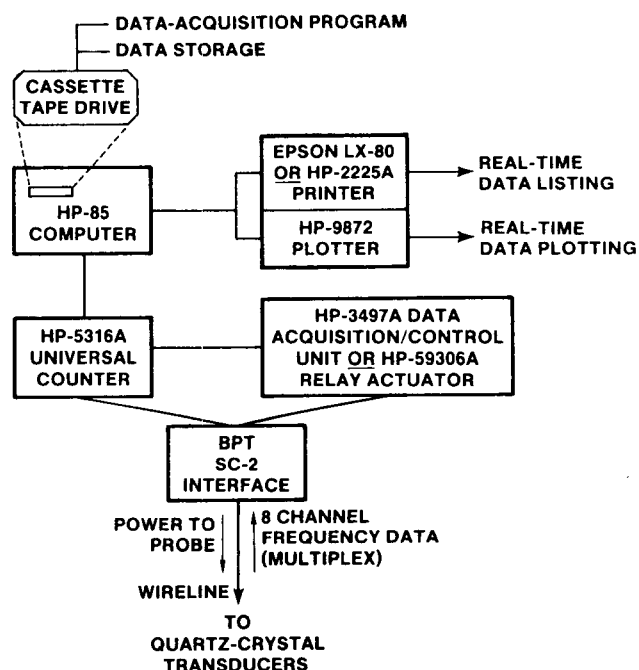 DATA-ACQUISITION PROGRAM
DATA STORAGE
CASSETTE
TAPE DRIVE
HP-85
COMPUTER
EPSON LX-80
OR HP-2225A
PRINTER
REAL-TIME
DATA LISTING
HP-9872
PLOTTER
REAL-TIME
DATA PLOTTING
HP-5316A
UNIVERSAL
COUNTER
HP-3497A DATA
ACQUISITION/CONTROL
UNIT OR HP-59306A
RELAY ACTUATOR
BPT
SC-2
INTERFACE
POWER TO
PROBE
8 CHANNEL
FREQUENCY DATA
(MULTIPLEX)
WIRELINE
TO
QUARTZ-CRYSTAL
TRANSDUCERS